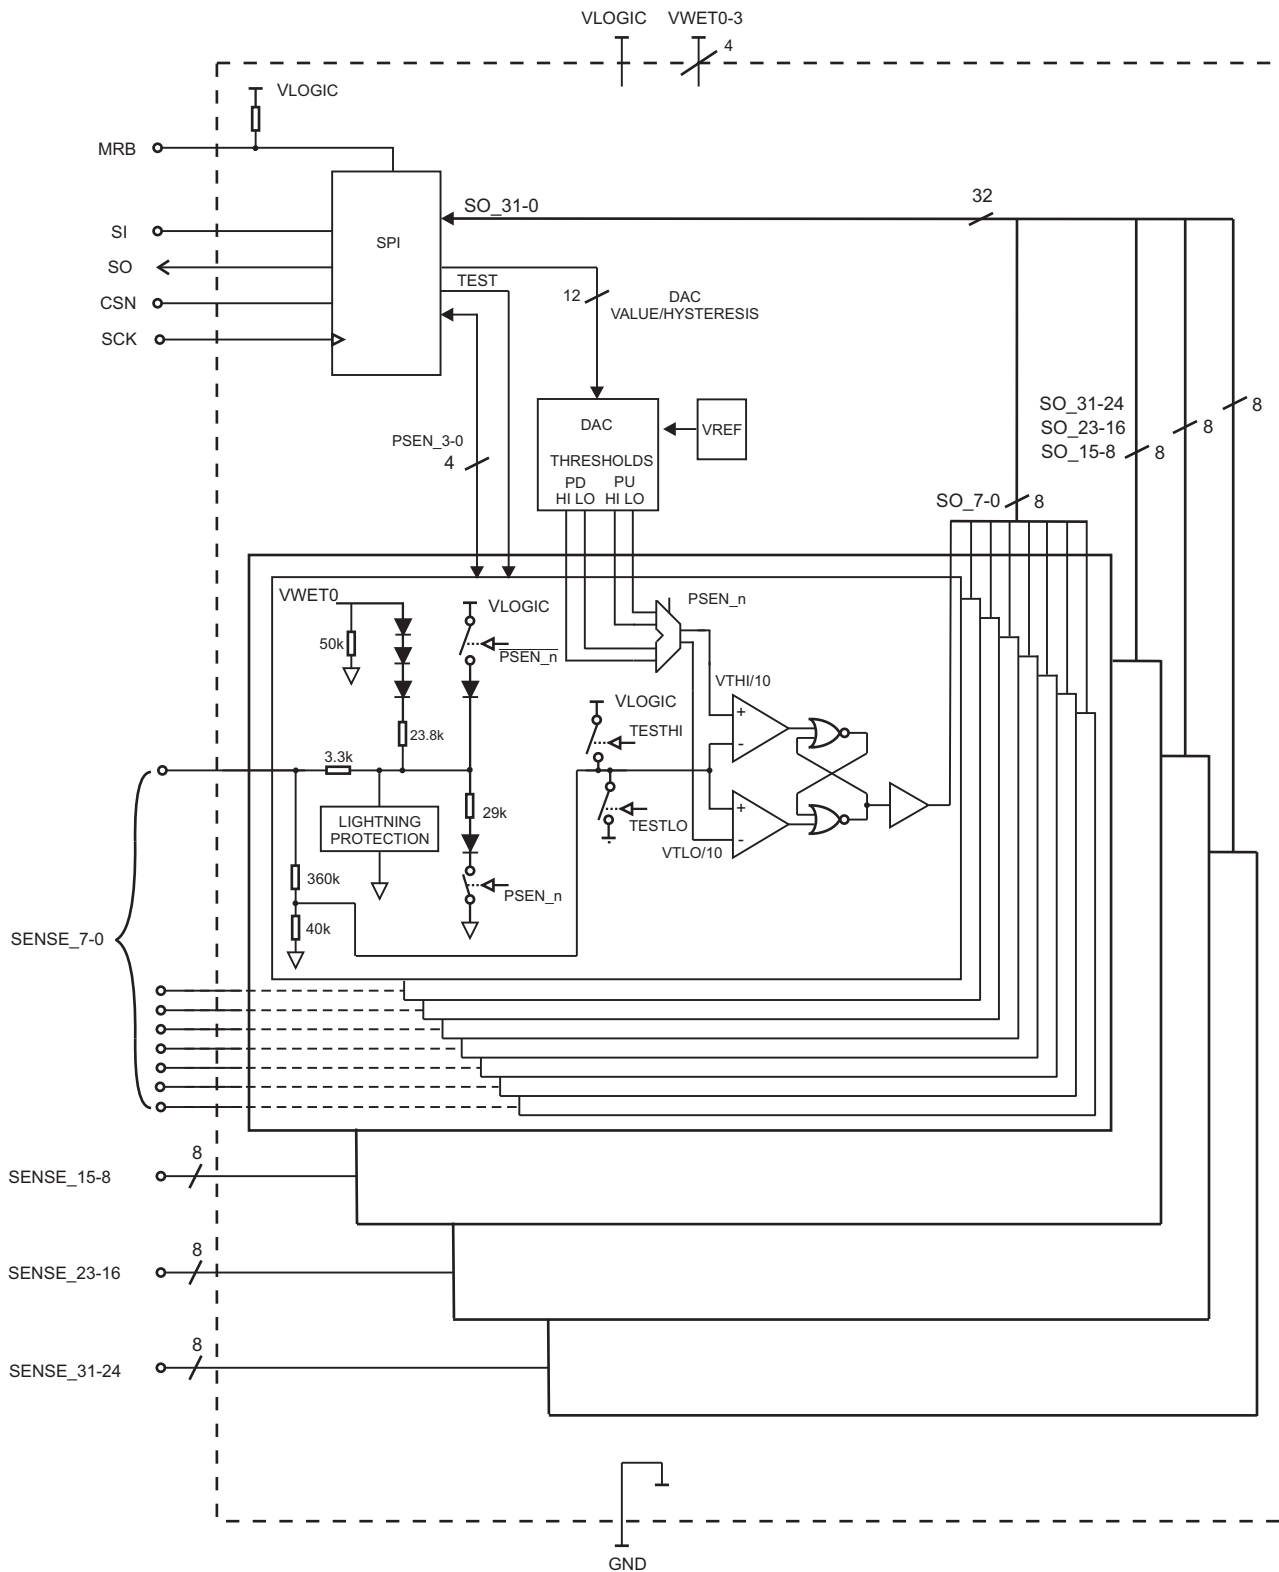 VLOGIC VWET0-3
4
VLOGIC
MRB
SI
SO
CSN
SCK
SPI
SO_31-0
32
TEST
12
DAC
VALUE/HYSTERESIS
PSEN_3-0
4
DAC
THRESHOLDS
PD PU
HI LO HI LO
VREF
SO_31-24
SO_23-16
SO_15-8
8
8
8
SO_7-0
8
VWET0
50k
23.8k
3.3k
VLOGIC
PSEN_n
PSEN_n
VLOGIC
TESTHI
TESTLO
VTHI/10
+
-
+
-
VTLO/10
LIGHTNING
PROTECTION
29k
PSEN_n
360k
40k
SENSE_7-0
8
SENSE_15-8
8
SENSE_23-16
8
SENSE_31-24
GND